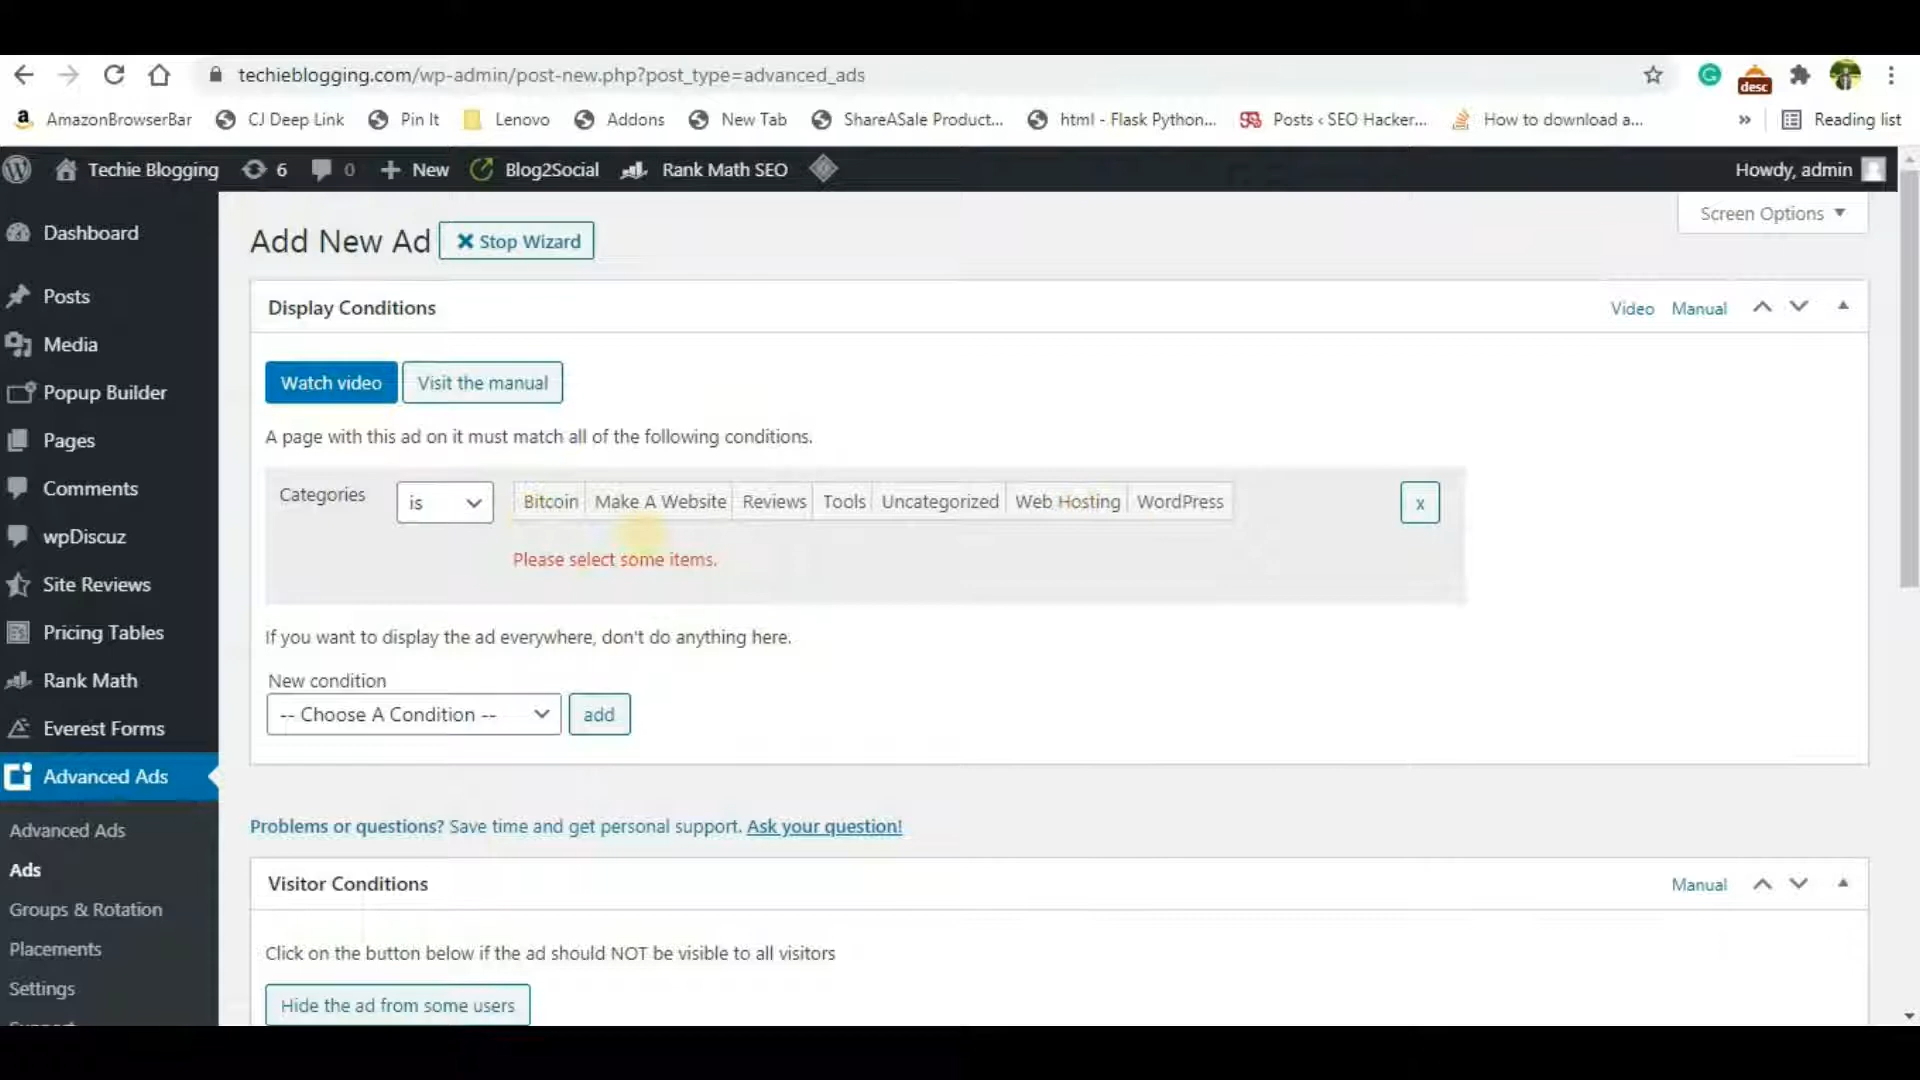 techieblogging.com/wp-admin/post-new.php?post_type=advanced_ads
desc
AmazonBrowserBar CJ Deep Link Pin It Lenovo Addons New Tab ShareASale Product... html - Flask Python... Posts ‹ SEO Hacker... How to download a... » Reading list
Techie Blogging 6 0 New Blog2Social Rank Math SEO Howdy, admin
Screen Options
Dashboard
Posts
Media
Popup Builder
Pages
Comments
wpDiscuz
Site Reviews
Pricing Tables
Rank Math
Everest Forms
Advanced Ads
Advanced Ads
Ads
Groups & Rotation
Placements
Settings
Support
Add New Ad Stop Wizard
Display Conditions Video Manual
Watch video Visit the manual
A page with this ad on it must match all of the following conditions.
Categories is Bitcoin Make A Website Reviews Tools Uncategorized Web Hosting WordPress x
Please select some items.
If you want to display the ad everywhere, don't do anything here.
New condition
-- Choose A Condition -- add
Problems or questions? Save time and get personal support. Ask your question!
Visitor Conditions Manual
Click on the button below if the ad should NOT be visible to all visitors
Hide the ad from some users